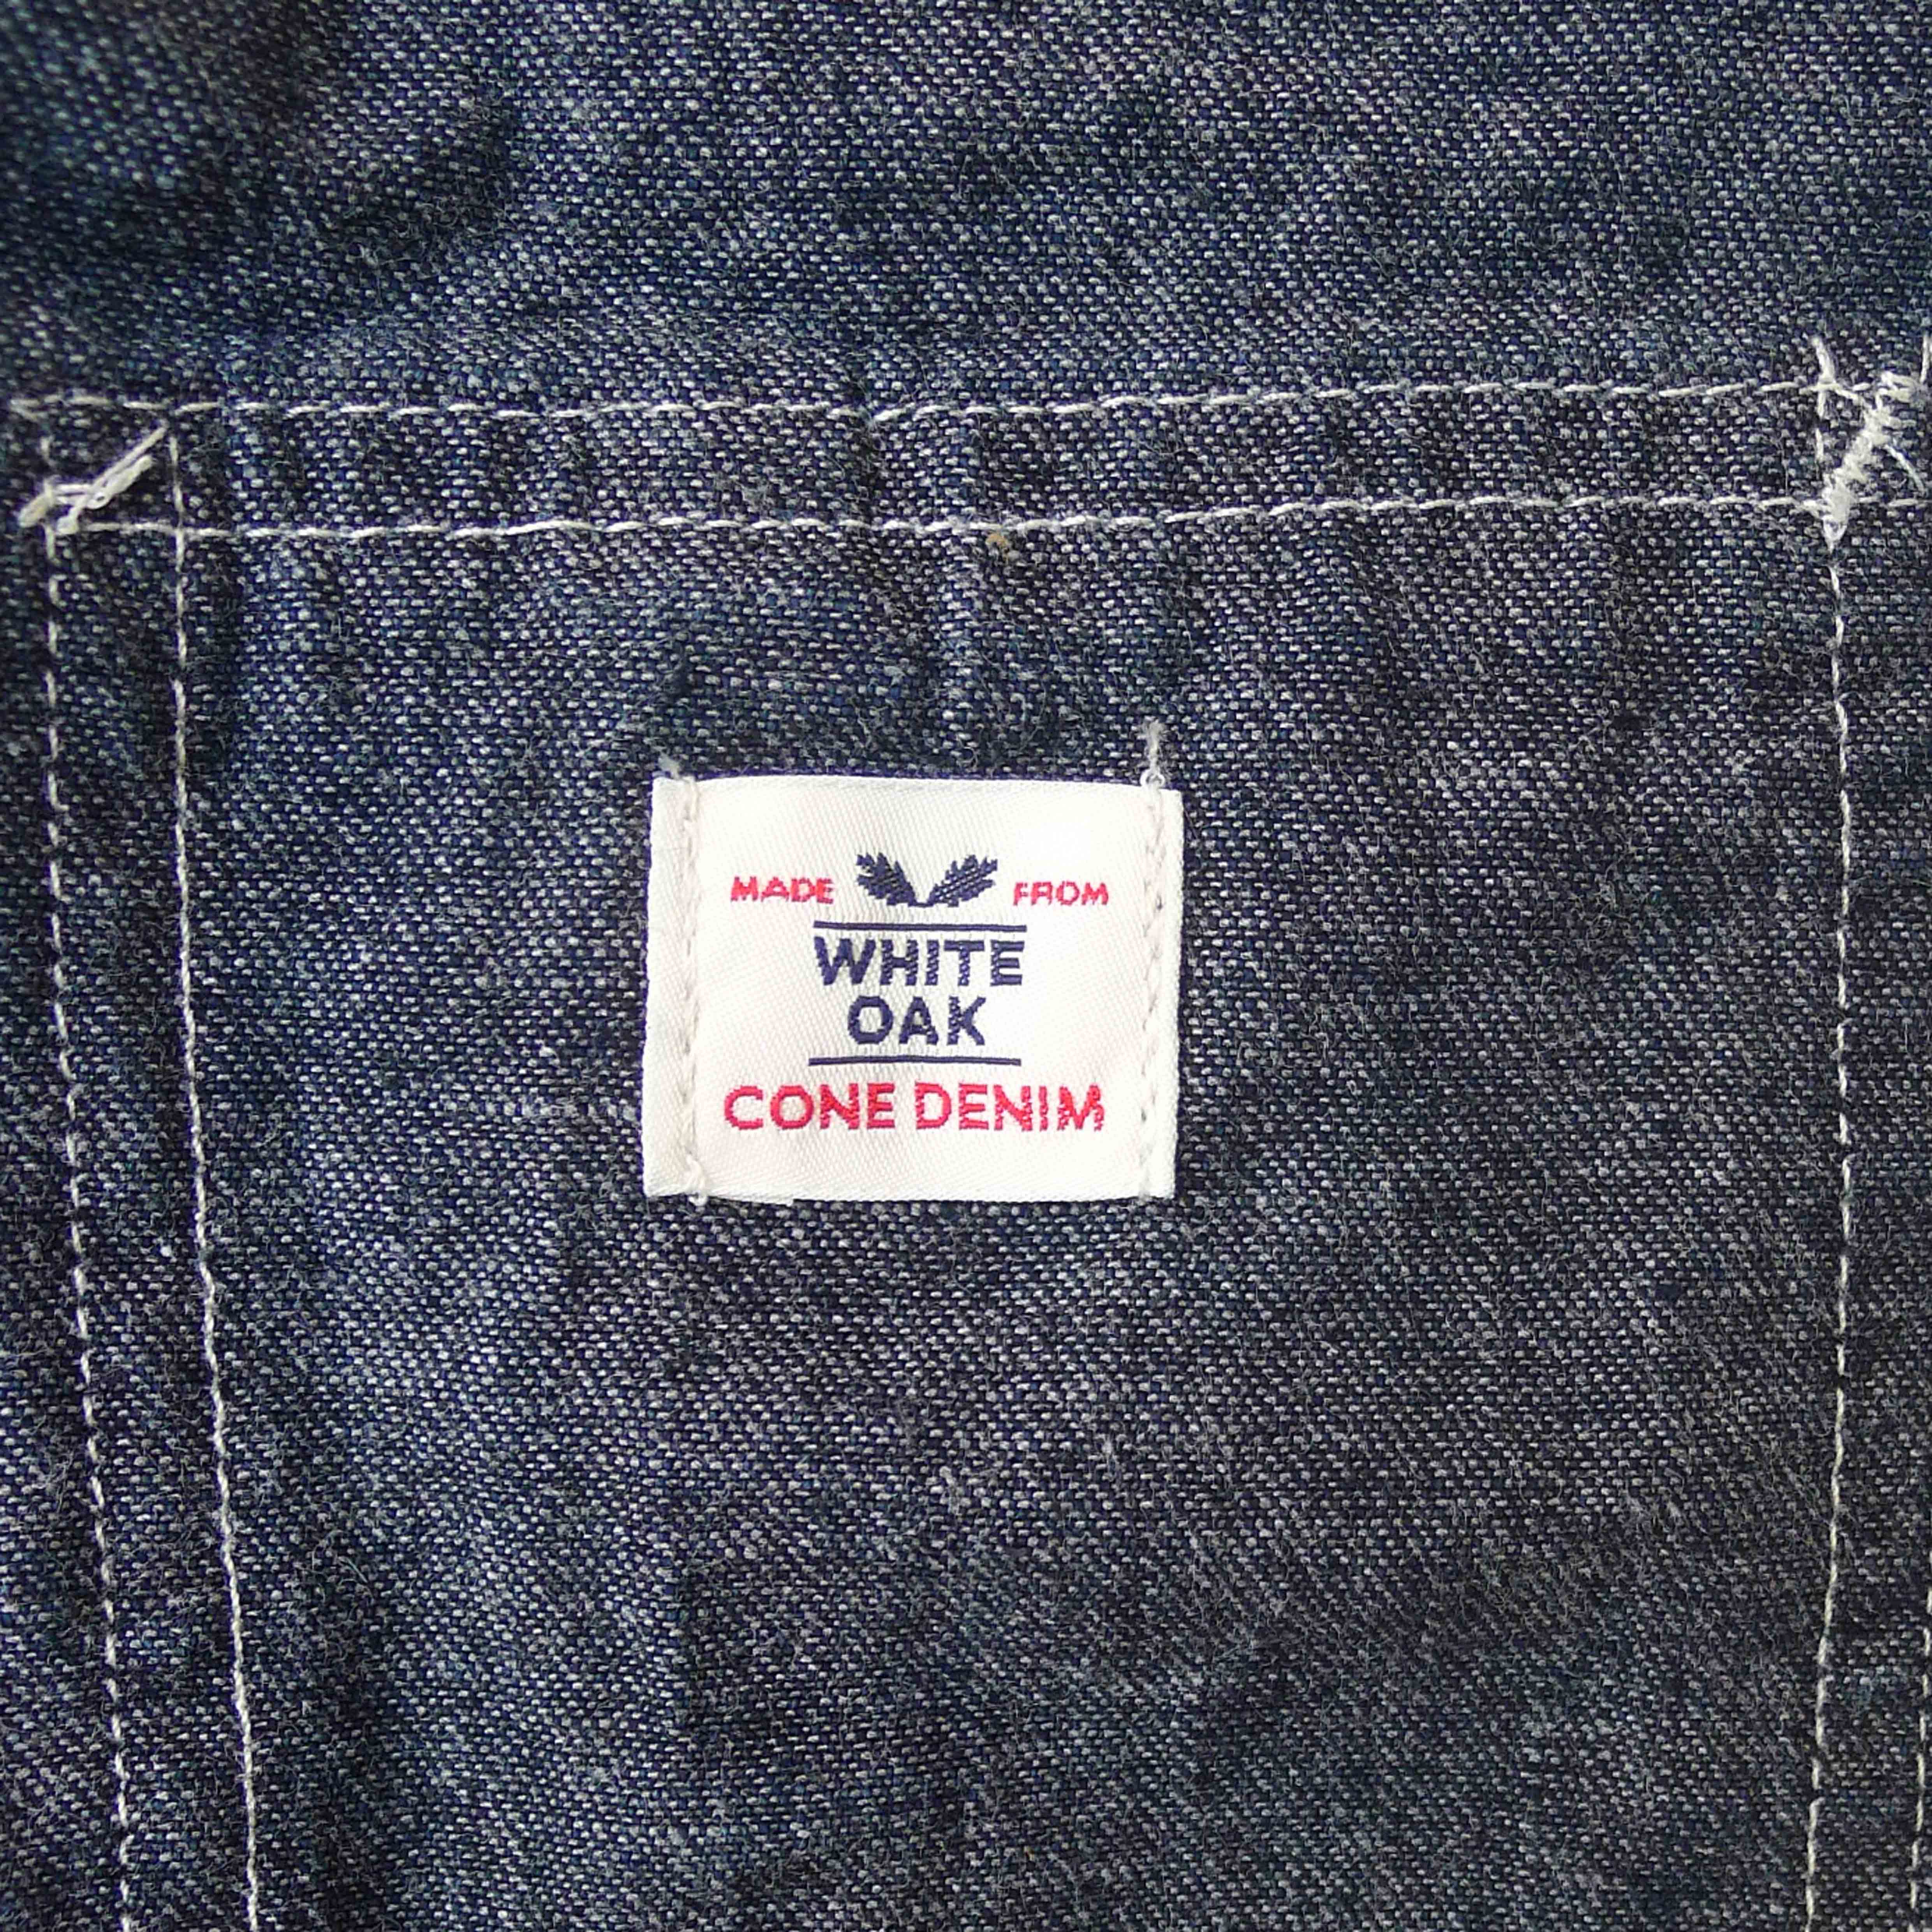 MADE FROM
WHITE
OAK
CONE DENIM